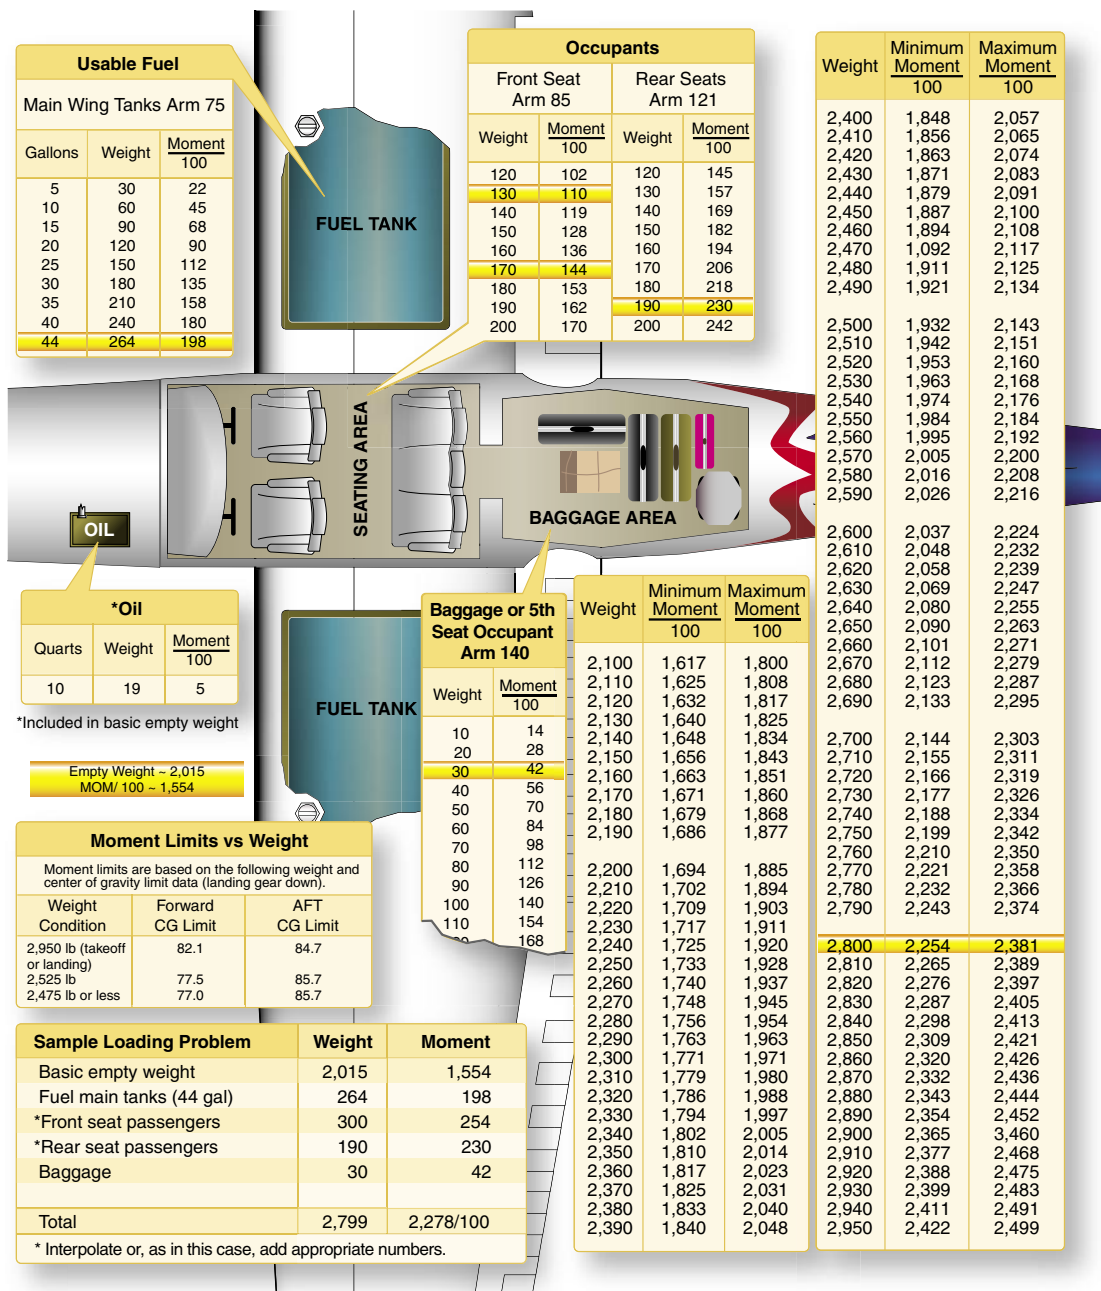 Usable Fuel
Main Wing Tanks Arm 75
Gallons Weight Moment
100
5 30 22
10 60 45
15 90 68
20 120 90
25 150 112
30 180 135
35 210 158
40 240 180
44 264 198
Occupants
Front Seat Rear Seats
Arm 85 Arm 121
Weight Moment Weight Moment
100 100
120 102 120 145
130 110 130 157
140 119 140 169
150 128 150 182
160 136 160 194
170 144 170 206
180 153 180 218
190 162 190 230
200 170 200 242
FUEL TANK
SEATING AREA
BAGGAGE AREA
OIL
*Oil
Quarts Weight Moment
100
10 19 5
*Included in basic empty weight
Empty Weight ~ 2,015
MOM/ 100 ~ 1,554
FUEL TANK
Baggage or 5th
Seat Occupant
Arm 140
Weight Moment
100
10 14
20 28
30 42
40 56
50 70
60 84
70 98
80 112
90 126
100 140
110 154
168
Moment Limits vs Weight
Moment limits are based on the following weight and
center of gravity limit data (landing gear down).
Weight Forward AFT
Condition CG Limit CG Limit
2,950 lb (takeoff 82.1 84.7
or landing)
2,525 lb 77.5 85.7
2,475 lb or less 77.0 85.7
Sample Loading Problem Weight Moment
Basic empty weight 2,015 1,554
Fuel main tanks (44 gal) 264 198
*Front seat passengers 300 254
*Rear seat passengers 190 230
Baggage 30 42
Total 2,799 2,278/100
* Interpolate or, as in this case, add appropriate numbers.
Minimum Maximum
Weight Moment Moment
100 100
2,100 1,617 1,800
2,110 1,625 1,808
2,120 1,632 1,817
2,130 1,640 1,825
2,140 1,648 1,834
2,150 1,656 1,843
2,160 1,663 1,851
2,170 1,671 1,860
2,180 1,679 1,868
2,190 1,686 1,877
2,200 1,694 1,885
2,210 1,702 1,894
2,220 1,709 1,903
2,230 1,717 1,911
2,240 1,725 1,920
2,250 1,733 1,928
2,260 1,740 1,937
2,270 1,748 1,945
2,280 1,756 1,954
2,290 1,763 1,963
2,300 1,771 1,971
2,310 1,779 1,980
2,320 1,786 1,988
2,330 1,794 1,997
2,340 1,802 2,005
2,350 1,810 2,014
2,360 1,817 2,023
2,370 1,825 2,031
2,380 1,833 2,040
2,390 1,840 2,048
Minimum Maximum
Weight Moment Moment
100 100
2,400 1,848 2,057
2,410 1,856 2,065
2,420 1,863 2,074
2,430 1,871 2,083
2,440 1,879 2,091
2,450 1,887 2,100
2,460 1,894 2,108
2,470 1,092 2,117
2,480 1,911 2,125
2,490 1,921 2,134
2,500 1,932 2,143
2,510 1,942 2,151
2,520 1,953 2,160
2,530 1,963 2,168
2,540 1,974 2,176
2,550 1,984 2,184
2,560 1,995 2,192
2,570 2,005 2,200
2,580 2,016 2,208
2,590 2,026 2,216
2,600 2,037 2,224
2,610 2,048 2,232
2,620 2,058 2,239
2,630 2,069 2,247
2,640 2,080 2,255
2,650 2,090 2,263
2,660 2,101 2,271
2,670 2,112 2,279
2,680 2,123 2,287
2,690 2,133 2,295
2,700 2,144 2,303
2,710 2,155 2,311
2,720 2,166 2,319
2,730 2,177 2,326
2,740 2,188 2,334
2,750 2,199 2,342
2,760 2,210 2,350
2,770 2,221 2,358
2,780 2,232 2,366
2,790 2,243 2,374
2,800 2,254 2,381
2,810 2,265 2,389
2,820 2,276 2,397
2,830 2,287 2,405
2,840 2,298 2,413
2,850 2,309 2,421
2,860 2,320 2,426
2,870 2,332 2,436
2,880 2,343 2,444
2,890 2,354 2,452
2,900 2,365 3,460
2,910 2,377 2,468
2,920 2,388 2,475
2,930 2,399 2,483
2,940 2,411 2,491
2,950 2,422 2,499